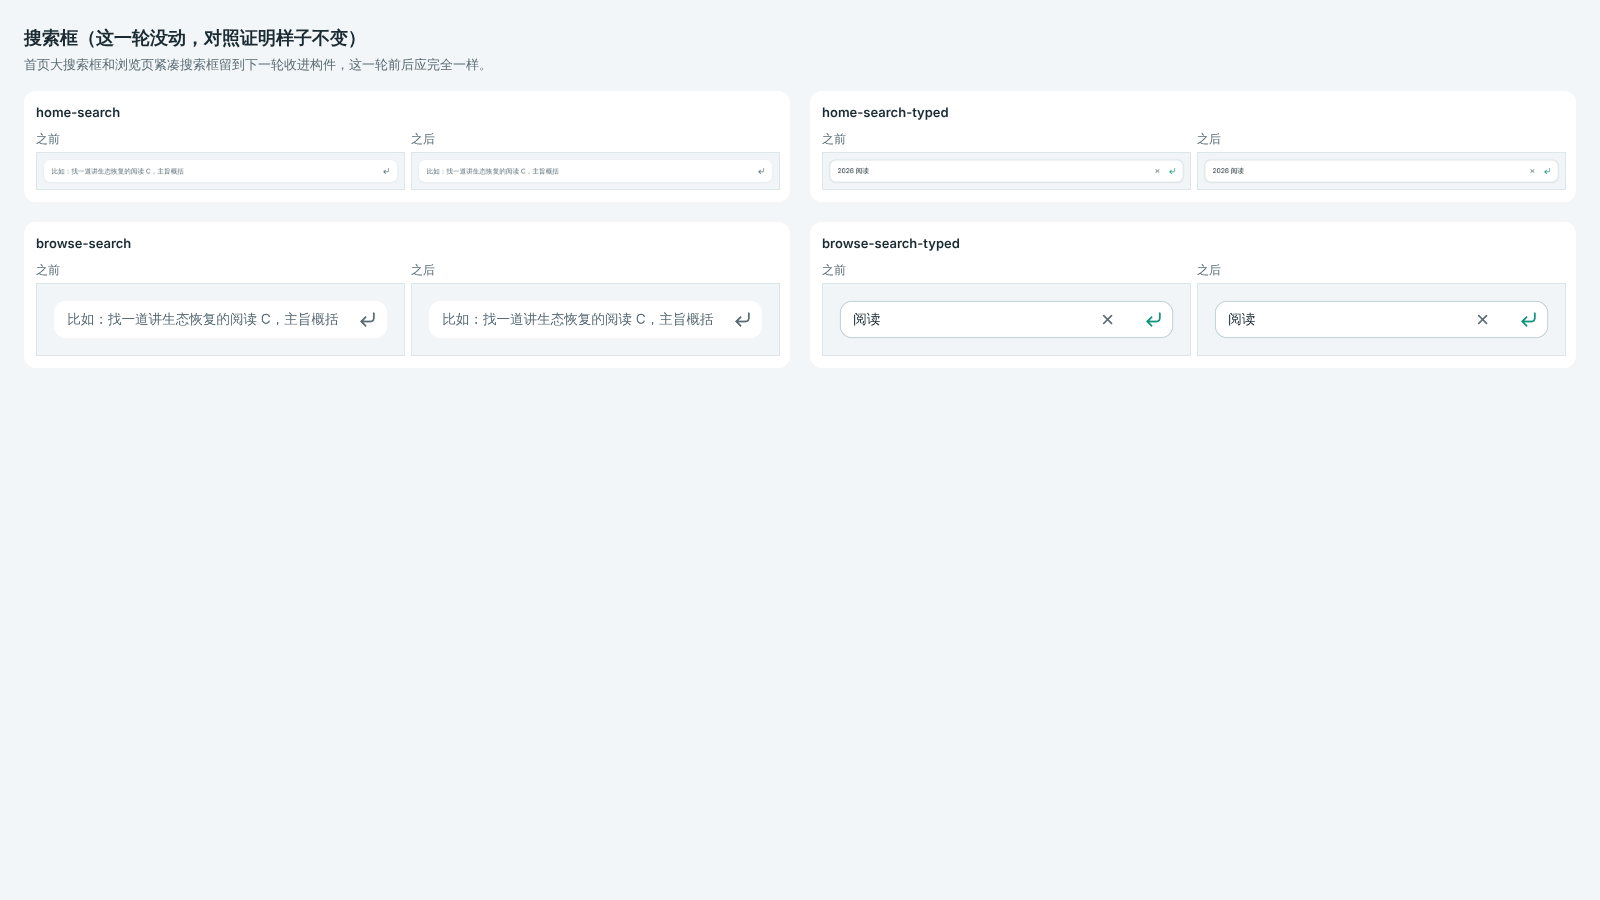 搜索框（这一轮没动，对照证明样子不变）
首页大搜索框和浏览页紧凑搜索框留到下一轮收进构件，这一轮前后应完全一样。
home-search
之前
之后
比如：找一道讲生态恢复的阅读 C，主旨概括
比如：找一道讲生态恢复的阅读 C，主旨概括
home-search-typed
之前
之后
2026 阅读
2026 阅读
browse-search
之前
之后
比如：找一道讲生态恢复的阅读 C，主旨概括
比如：找一道讲生态恢复的阅读 C，主旨概括
browse-search-typed
之前
之后
阅读
阅读